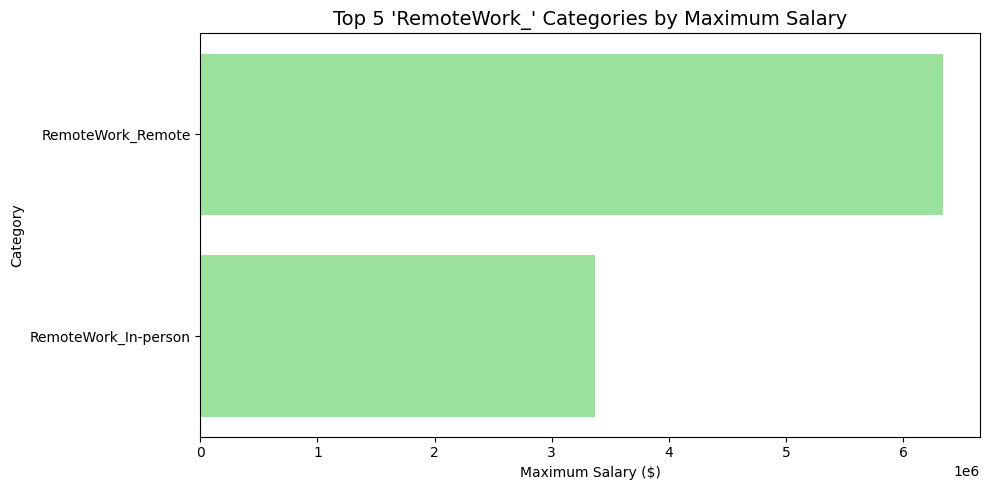 Top 5 'RemoteWork_' Categories by Maximum Salary
Category
RemoteWork_Remote
RemoteWork_In-person
0 1 2 3 4 5 6
1e6
Maximum Salary ($)